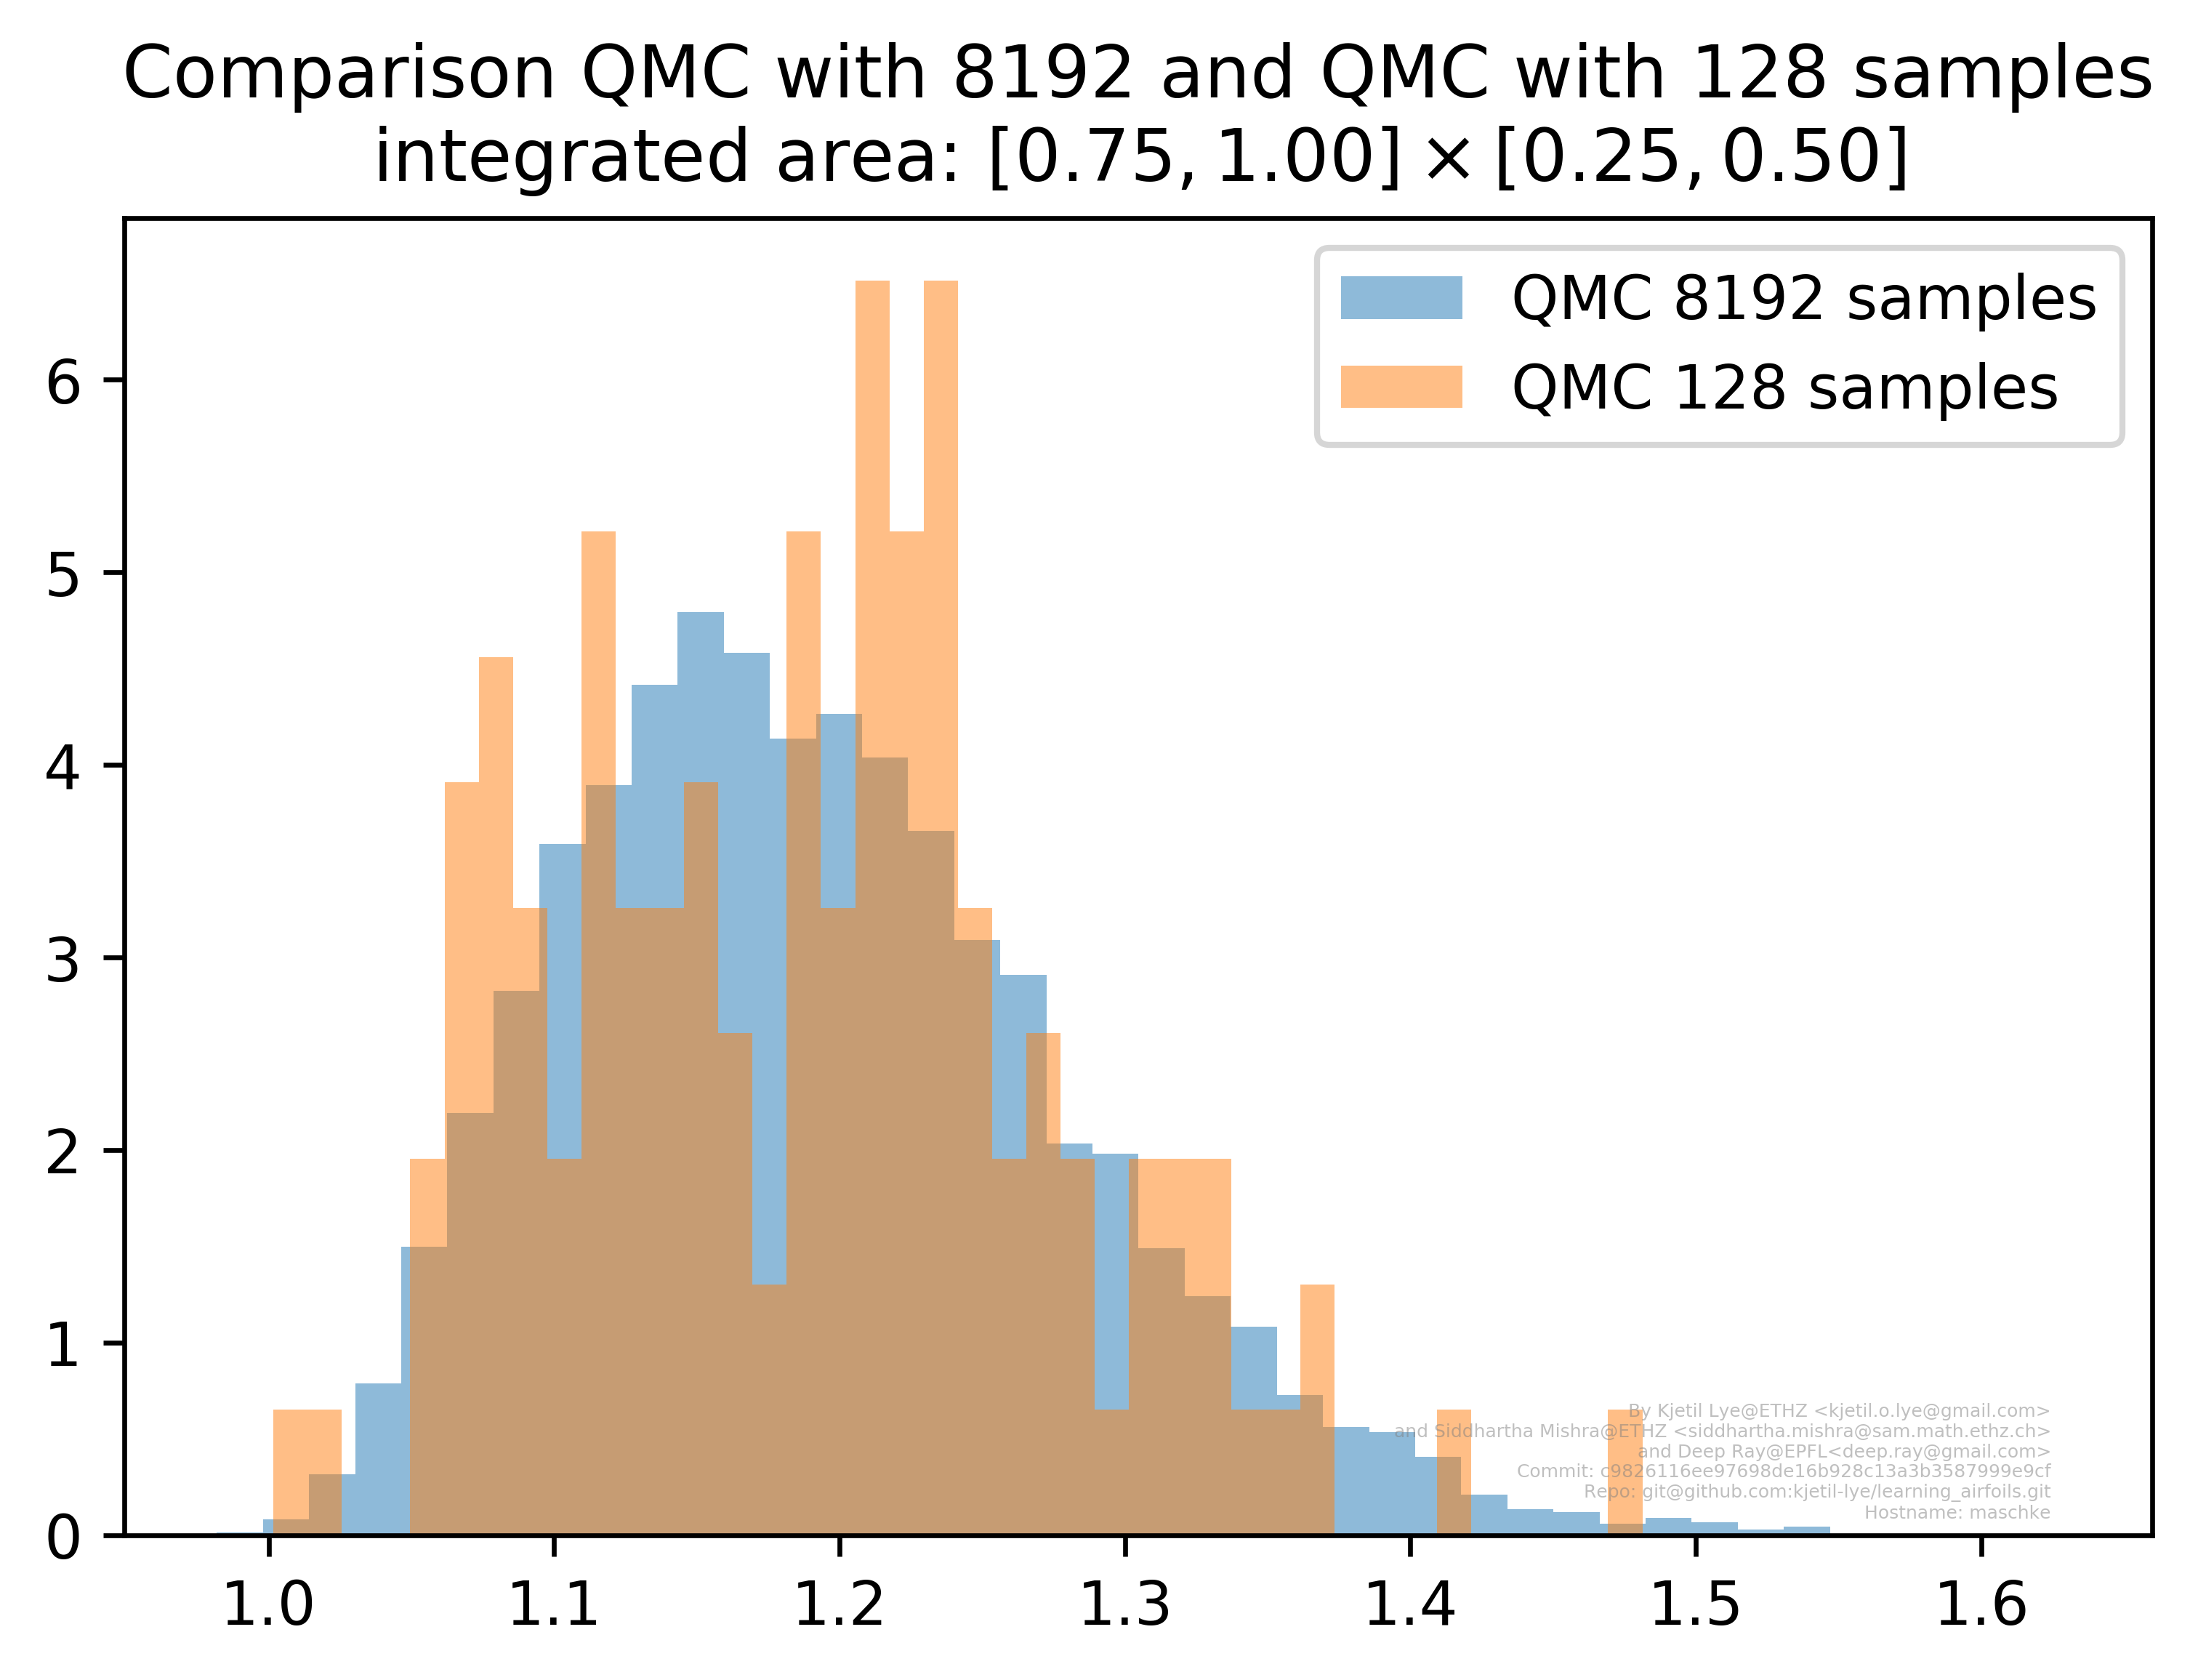 Comparison QMC with 8192 and QMC with 128 samples
integrated area: [0.75, 1.00] × [0.25, 0.50]
QMC 8192 samples
QMC 128 samples
6
5
4
3
2
1
0
By Kjetil Lye@ETHZ <kjetil.o.lye@gmail.com>
and Siddhartha Mishra@ETHZ <siddhartha.mishra@sam.math.ethz.ch>
and Deep Ray@EPFL<deep.ray@gmail.com>
Commit: c9826116ee97698de16b928c13a3b3587999e9cf
Repo: git@github.com:kjetil-lye/learning_airfoils.git
Hostname: maschke
1.0 1.1 1.2 1.3 1.4 1.5 1.6